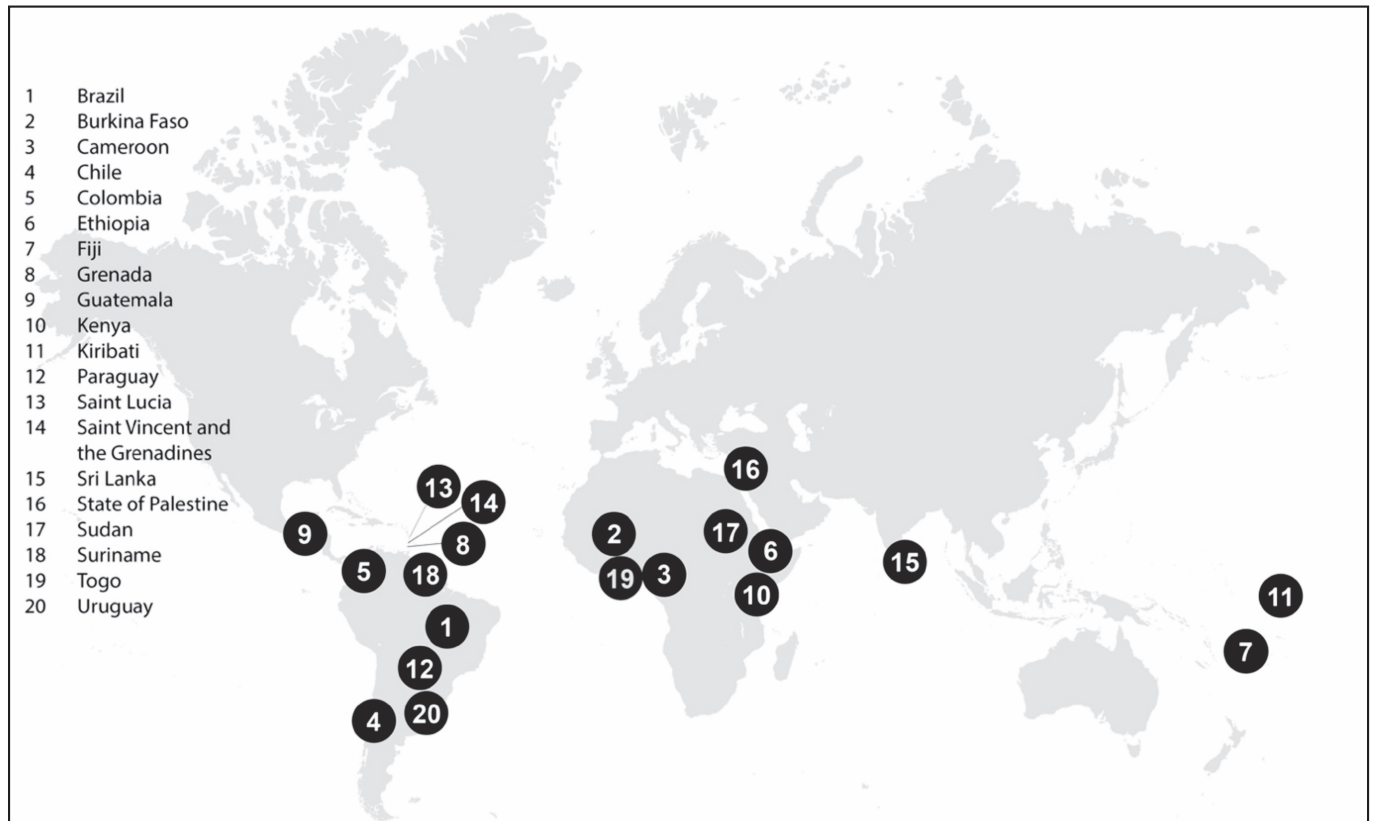 1 Brazil
2 Burkina Faso
3 Cameroon
4 Chile
5 Colombia
6 Ethiopia
7 Fiji
8 Grenada
9 Guatemala
10 Kenya
11 Kiribati
12 Paraguay
13 Saint Lucia
14 Saint Vincent and
the Grenadines
15 Sri Lanka
16 State of Palestine
17 Sudan
18 Suriname
19 Togo
20 Uruguay
16
13
14
9
2
17
8
6
15
5
18
19
3
10
11
1
7
12
20
4